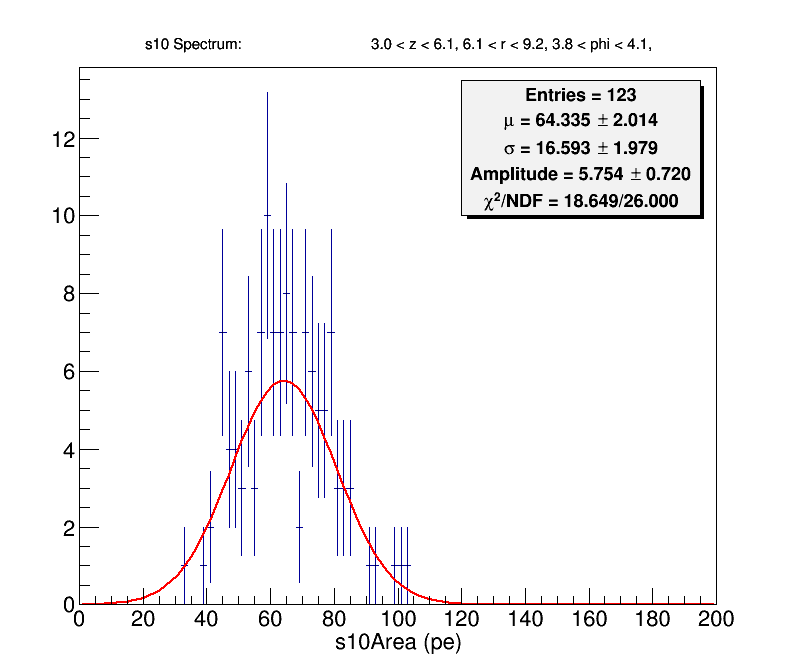 s10 Spectrum: 3.0 < z < 6.1, 6.1 < r < 9.2, 3.8 < phi < 4.1,
Entries = 123
μ = 64.335 ± 2.014
σ = 16.593 ± 1.979
Amplitude = 5.754 ± 0.720
χ²/NDF = 18.649/26.000
12
10
8
6
4
2
0
0 20 40 60 80 100 120 140 160 180 200
s10Area (pe)